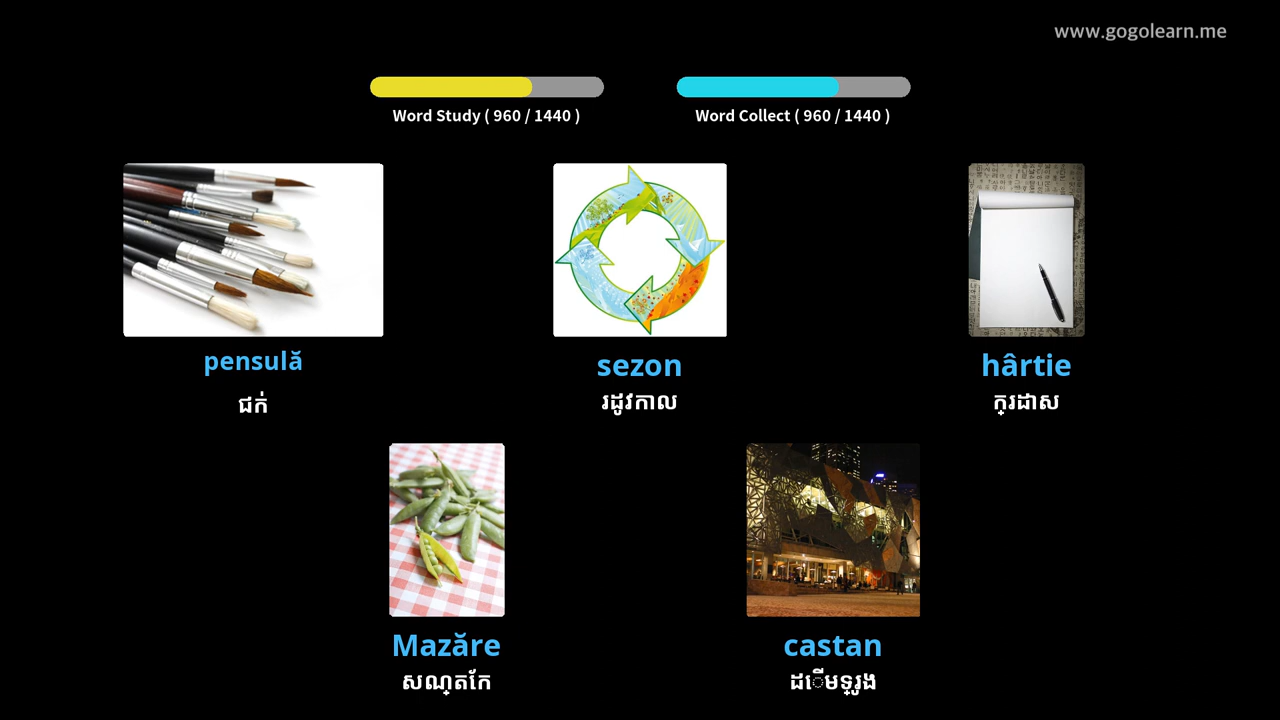 www.gogolearn.me
Word Study ( 960 / 1440 )
Word Collect ( 960 / 1440 )
pensulă
ជក់
sezon
រដូវកាល
hârtie
ក្រដាស
Mazăre
សណ្តែក
castan
ដើមទ្រូង